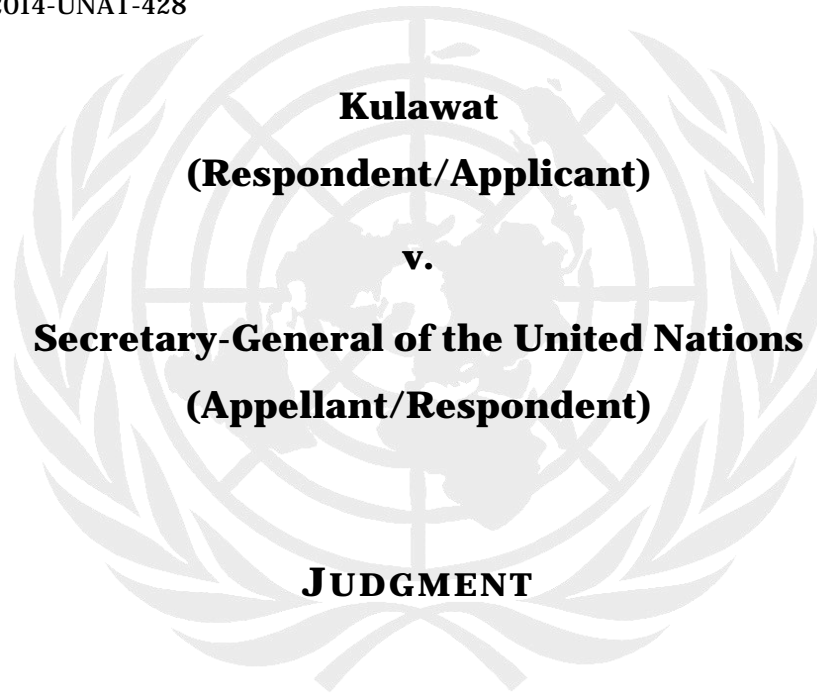 2014-UNAT-428
Kulawat
(Respondent/Applicant)
v.
Secretary-General of the United Nations
(Appellant/Respondent)
JUDGMENT